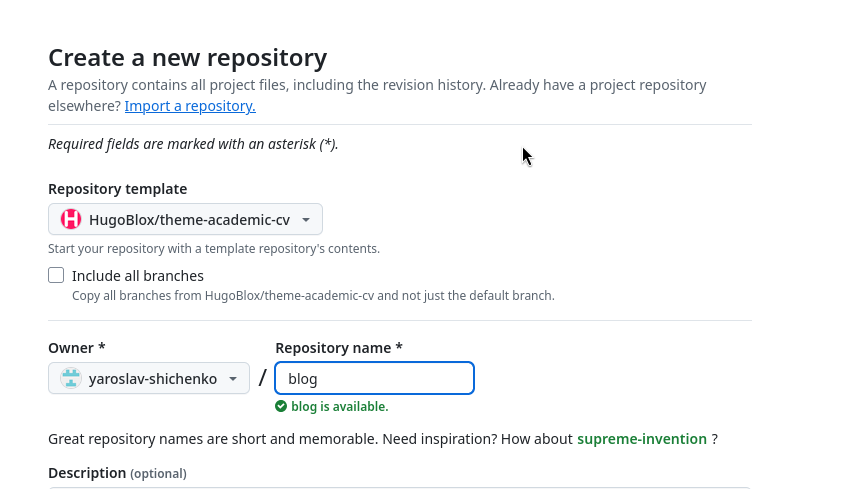 Create a new repository
A repository contains all project files, including the revision history. Already have a project repository
elsewhere? Import a repository.
Required fields are marked with an asterisk (*).
Repository template
HugoBlox/theme-academic-cv
Start your repository with a template repository's contents.
Include all branches
Copy all branches from HugoBlox/theme-academic-cv and not just the default branch.
Owner * Repository name *
yaroslav-shichenko / blog
blog is available.
Great repository names are short and memorable. Need inspiration? How about supreme-invention ?
Description (optional)